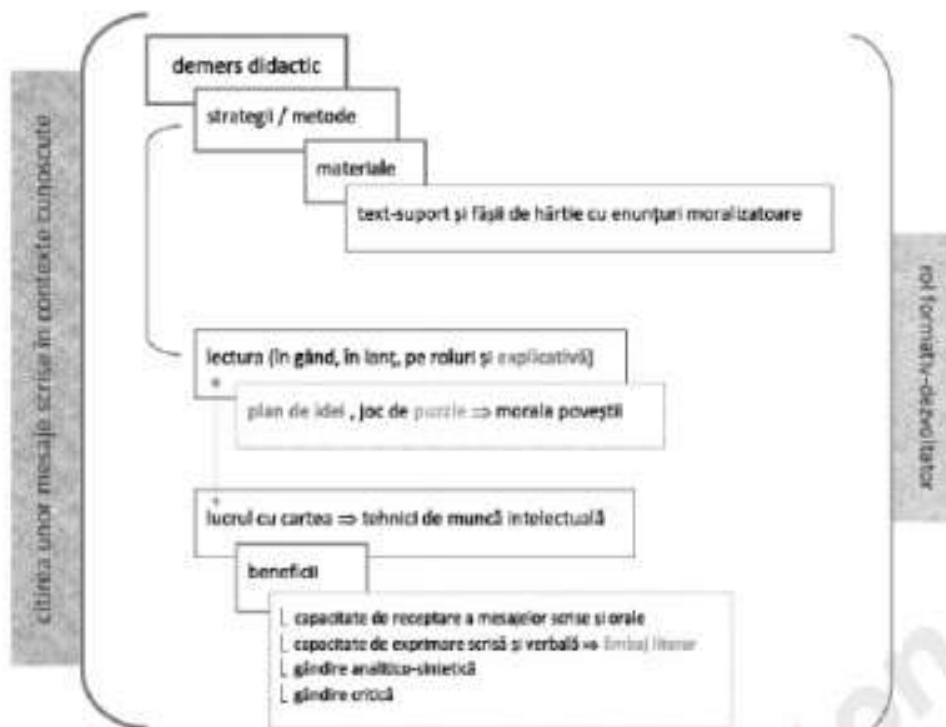 citirea unor mesaje scrise în contexte cunoscute
demers didactic
strategii / metode
materiale
text-suport și fâșii de hârtie cu enunțuri moralizatoare
lectura (în gând, în lanț, pe roluri și explicativă)
plan de idei , joc de puzzle ⇒ morala poveștii
lucrul cu cartea ⇒ tehnici de muncă intelectuală
beneficii
capacitate de receptare a mesajelor scrise si orale
capacitate de exprimare scrisă și verbală ⇒ limbaj literar
gândire analitico-sintetică
gândire critică
rol formativ-dezvoltator